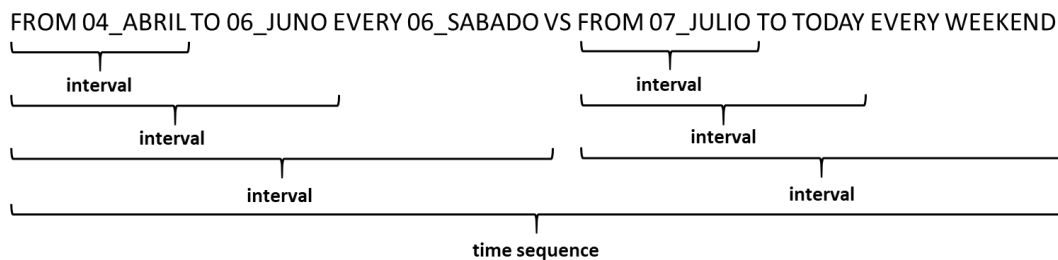 FROM 04_ABRIL TO 06_JUNO EVERY 06_SABADO VS FROM 07_JULIO TO TODAY EVERY WEEKEND
interval interval
interval interval
interval interval
time sequence